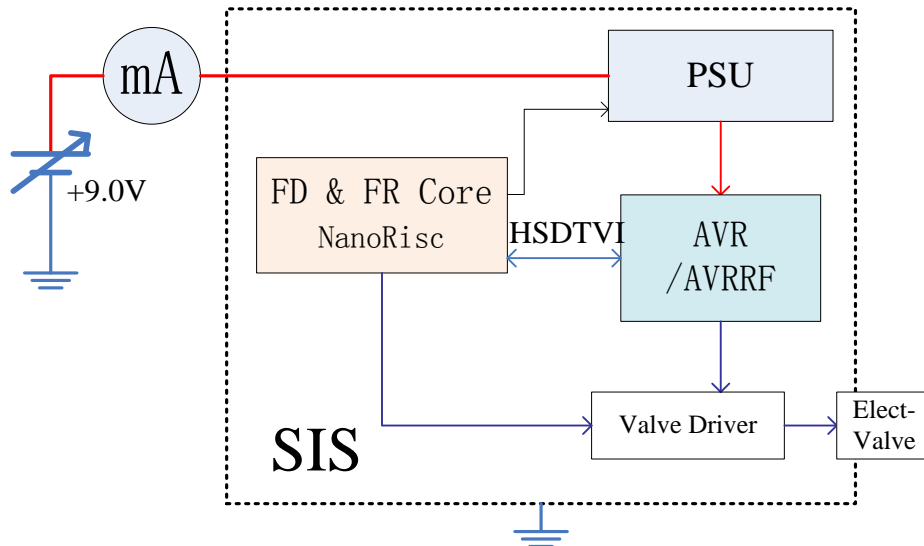 mA
PSU
+9.0V
FD & FR Core
NanoRisc
HSDTVI
AVR
/AVRRF
SIS
Valve Driver
Elect-
Valve